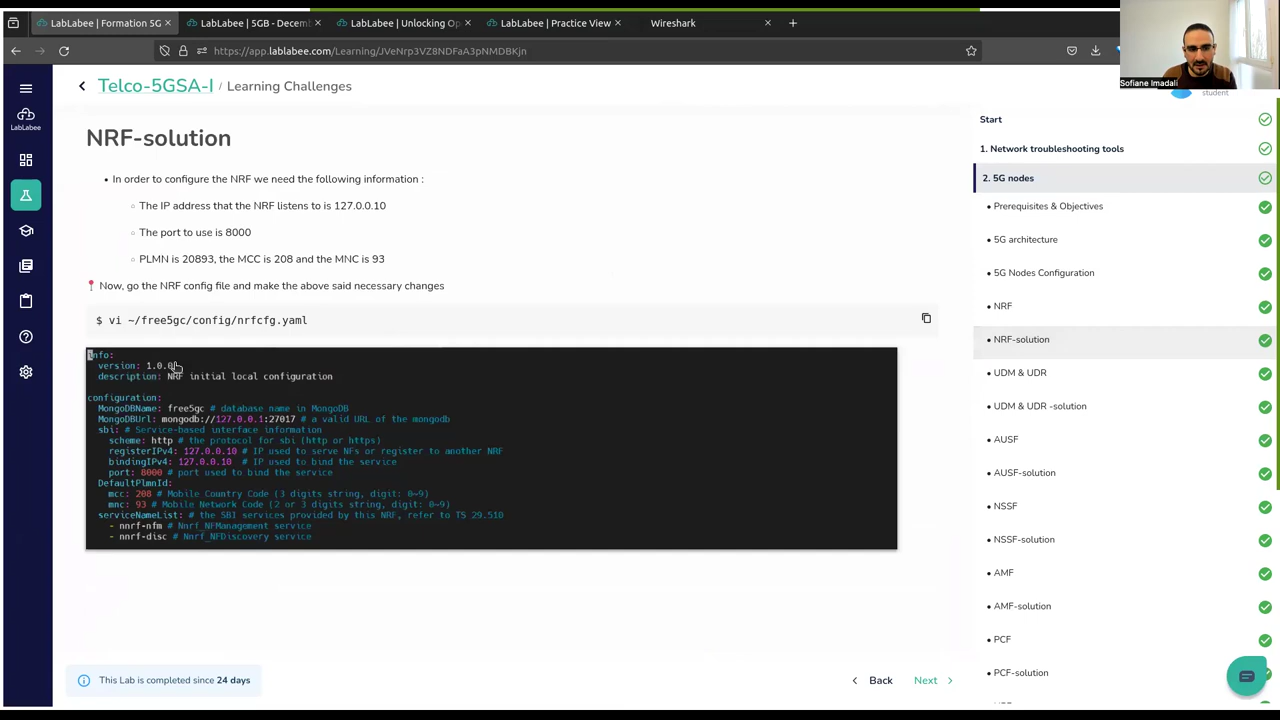 LabLabee | Formation 5G
LabLabee | 5GB - Decem
LabLabee | Unlocking Op
LabLabee | Practice View
Wireshark
https://app.lablabee.com/Learning/JVeNrp3VZ8NDFaA3pNMDBKjn
Sofiane Imadali
student
LabLabee
Telco-5GSA-I / Learning Challenges
NRF-solution
• In order to configure the NRF we need the following information :
◦ The IP address that the NRF listens to is 127.0.0.10
◦ The port to use is 8000
◦ PLMN is 20893, the MCC is 208 and the MNC is 93
📍 Now, go the NRF config file and make the above said necessary changes
$ vi ~/free5gc/config/nrfcfg.yaml
info:
version: 1.0.0
description: NRF initial local configuration
configuration:
MongoDBName: free5gc # database name in MongoDB
MongoDBUrl: mongodb://127.0.0.1:27017 # a valid URL of the mongodb
sbi: # Service-based interface information
scheme: http # the protocol for sbi (http or https)
registerIPv4: 127.0.0.10 # IP used to serve NFs or register to another NRF
bindingIPv4: 127.0.0.10 # IP used to bind the service
port: 8000 # port used to bind the service
DefaultPlmnId:
mcc: 208 # Mobile Country Code (3 digits string, digit: 0~9)
mnc: 93 # Mobile Network Code (2 or 3 digits string, digit: 0~9)
serviceNameList: # the SBI services provided by this NRF, refer to TS 29.510
- nnrf-nfm # Nnrf_NFManagement service
- nnrf-disc # Nnrf_NFDiscovery service
This Lab is completed since 24 days
Back
Next
Start
1. Network troubleshooting tools
2. 5G nodes
• Prerequisites & Objectives
• 5G architecture
• 5G Nodes Configuration
• NRF
• NRF-solution
• UDM & UDR
• UDM & UDR -solution
• AUSF
• AUSF-solution
• NSSF
• NSSF-solution
• AMF
• AMF-solution
• PCF
• PCF-solution